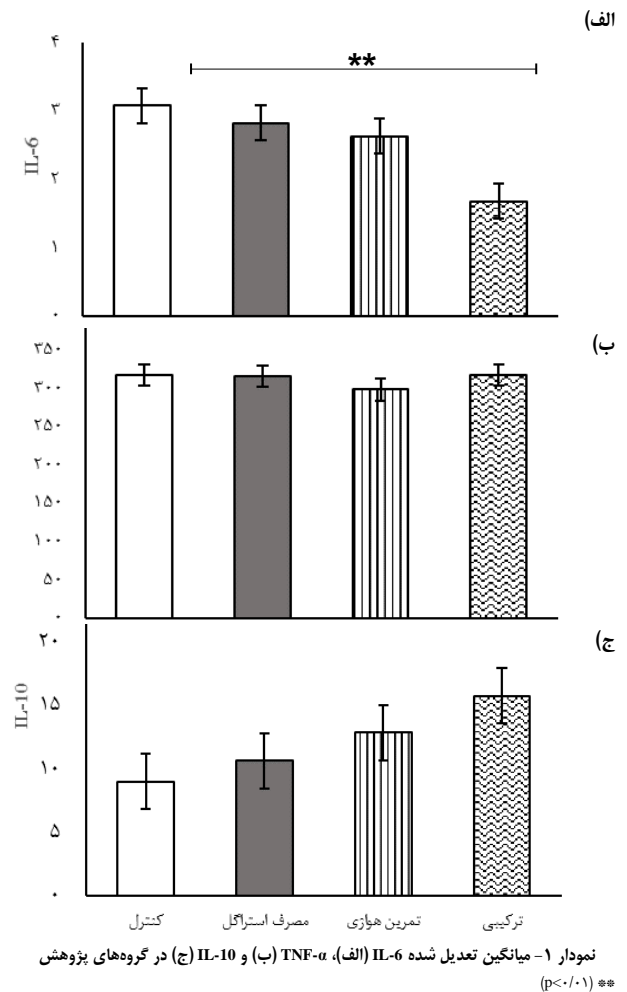 الف)
۴
**
۳
IL-6
۲
۱
۰
ب)
۳۵۰
۳۰۰
۲۵۰
۲۰۰
۱۵۰
۱۰۰
۵۰
۰
ج)
۲۰
IL-10
۱۵
۱۰
۵
۰
کنترل مصرف استراگل تمرین هوازی ترکیبی
نمودار ۱- میانگین تعدیل شده IL-6 (الف)، TNF-α (ب) و IL-10 (ج) در گروه‌های پژوهش
** (p<۰/۰۱)